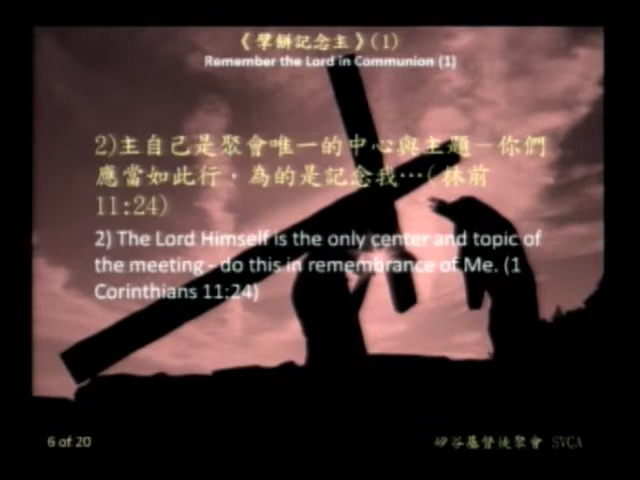 《擘餅記念主》(1)
Remember the Lord in Communion (1)
2)主自己是聚會唯一的中心與主題－你們
應當如此行，為的是記念我…(林前
11:24)
2) The Lord Himself is the only center and topic of
the meeting - do this in remembrance of Me. (1
Corinthians 11:24)
6 of 20
矽谷基督徒聚會 SVCA